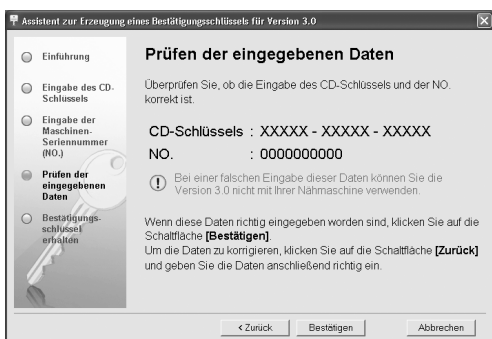 Assistent zur Erzeugung eines Bestätigungsschlüssels für Version 3.0
Einführung
Eingabe des CD-
Schlüssels
Eingabe der
Maschinen-
Seriennummer
(NO.)
Prüfen der
eingegebenen
Daten
Bestätigungs-
schlüssel
erhalten
Prüfen der eingegebenen Daten
Überprüfen Sie, ob die Eingabe des CD-Schlüssels und der NO.
korrekt ist.
CD-Schlüssels : XXXXX - XXXXX - XXXXX
NO. : 0000000000
Bei einer falschen Eingabe dieser Daten können Sie die
Version 3.0 nicht mit Ihrer Nähmaschine verwenden.
Wenn diese Daten richtig eingegeben worden sind, klicken Sie auf die
Schaltfläche [Bestätigen].
Um die Daten zu korrigieren, klicken Sie auf die Schaltfläche [Zurück]
und geben Sie die Daten anschließend richtig ein.
< Zurück Bestätigen Abbrechen